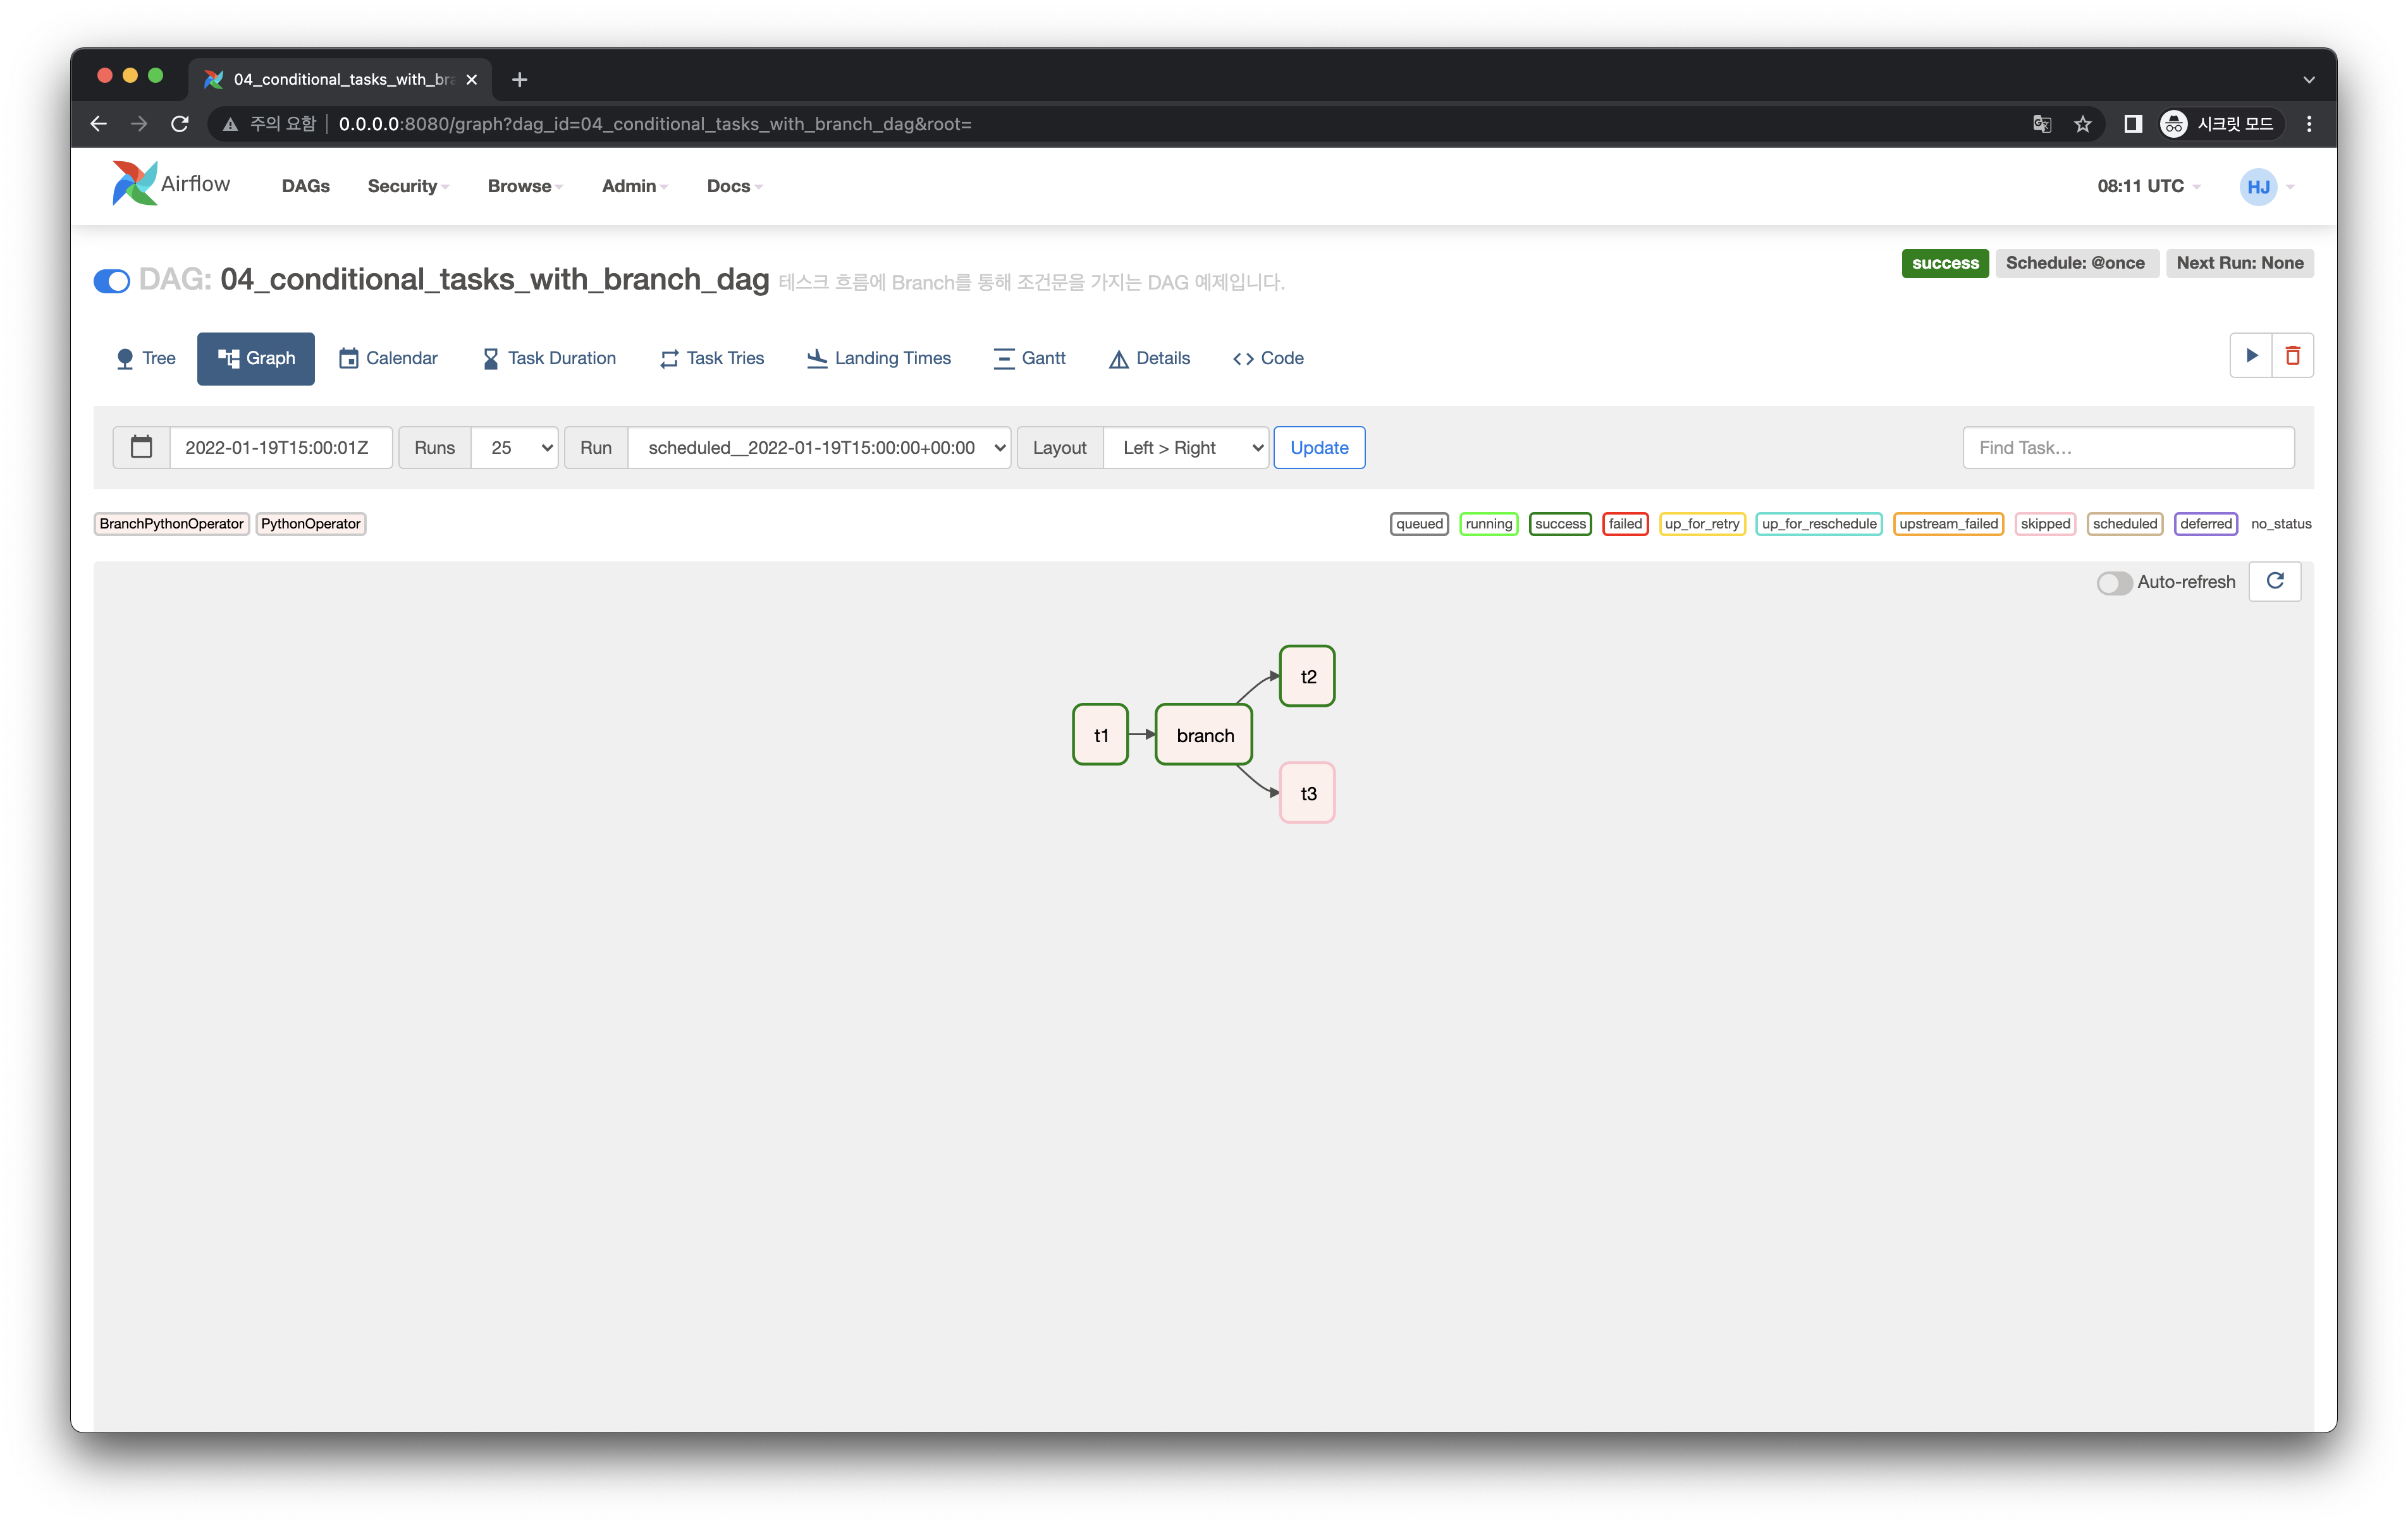 04_conditional_tasks_with_bra
주의 요함 0.0.0.0:8080/graph?dag_id=04_conditional_tasks_with_branch_dag&root= 시크릿 모드
Airflow DAGs Security Browse Admin Docs 08:11 UTC HJ
success Schedule: @once Next Run: None
DAG: 04_conditional_tasks_with_branch_dag 테스크 흐름에 Branch를 통해 조건문을 가지는 DAG 예제입니다.
Tree Graph Calendar Task Duration Task Tries Landing Times Gantt Details Code
2022-01-19T15:00:01Z Runs 25 Run scheduled__2022-01-19T15:00:00+00:00 Layout Left > Right Update Find Task…
BranchPythonOperator PythonOperator queued running success failed up_for_retry up_for_reschedule upstream_failed skipped scheduled deferred no_status
Auto-refresh
t2
t1 branch
t3